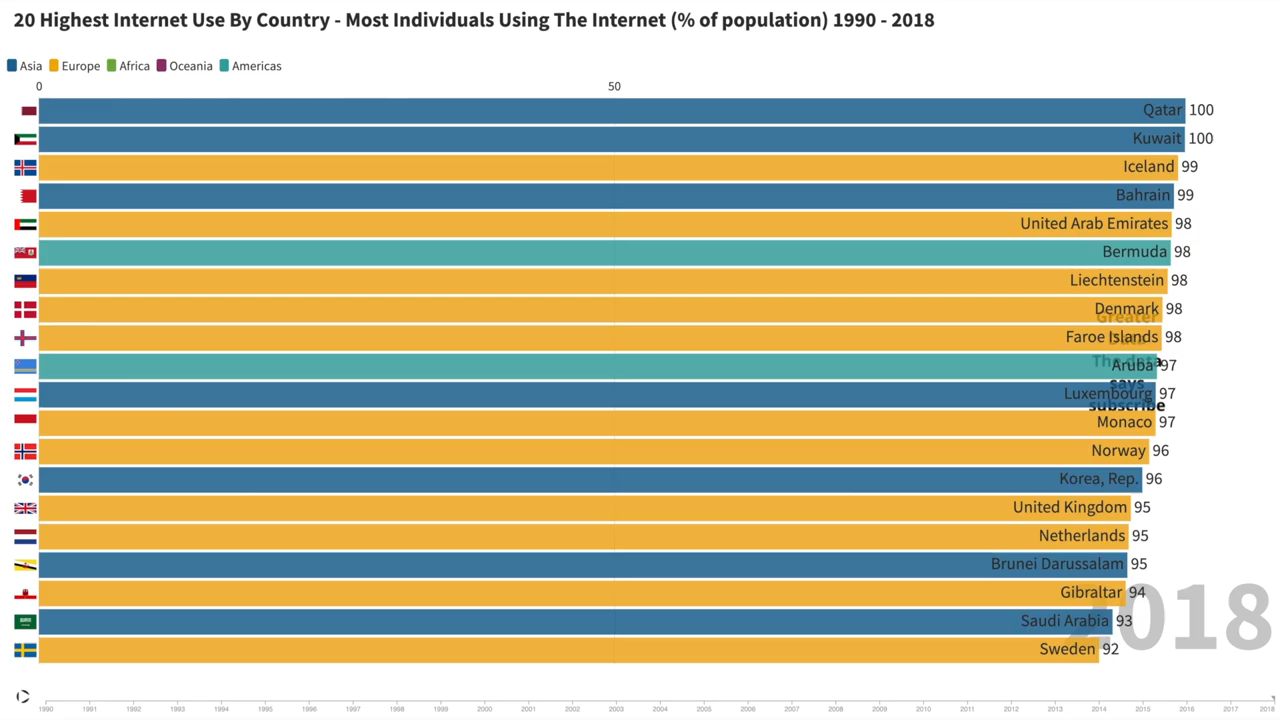 20 Highest Internet Use By Country - Most Individuals Using The Internet (% of population) 1990 - 2018
Asia Europe Africa Oceania Americas
0 50
Qatar 100
Kuwait 100
Iceland 99
Bahrain 99
United Arab Emirates 98
Bermuda 98
Liechtenstein 98
Denmark 98
Greater
Faroe Islands 98
Data
Aruba 97
The data
says
Luxembourg 97
subscribe
Monaco 97
Norway 96
Korea, Rep. 96
United Kingdom 95
Netherlands 95
Brunei Darussalam 95
Gibraltar 94
2018
Saudi Arabia 93
Sweden 92
1990 1991 1992 1993 1994 1995 1996 1997 1998 1999 2000 2001 2002 2003 2004 2005 2006 2007 2008 2009 2010 2011 2012 2013 2014 2015 2016 2017 2018